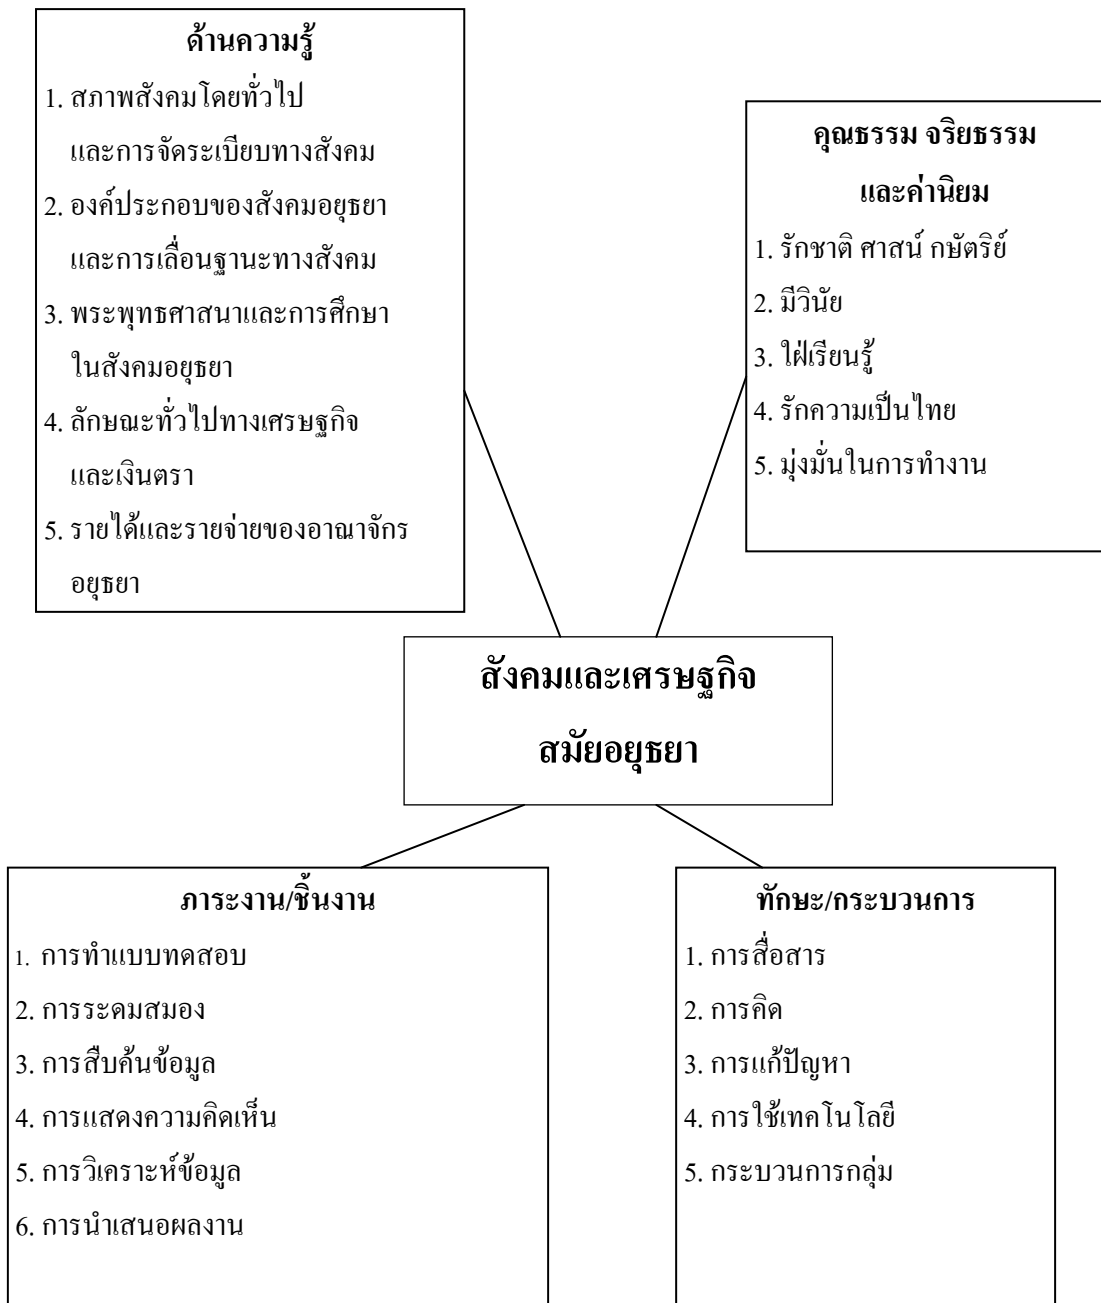 ด้านความรู้
1. สภาพสังคมโดยทั่วไป
และการจัดระเบียบทางสังคม
2. องค์ประกอบของสังคมอยุธยา
และการเลื่อนฐานะทางสังคม
3. พระพุทธศาสนาและการศึกษา
ในสังคมอยุธยา
4. ลักษณะทั่วไปทางเศรษฐกิจ
และเงินตรา
5. รายได้และรายจ่ายของอาณาจักร
อยุธยา
คุณธรรม จริยธรรม
และค่านิยม
1. รักชาติ ศาสน์ กษัตริย์
2. มีวินัย
3. ใฝ่เรียนรู้
4. รักความเป็นไทย
5. มุ่งมั่นในการทำงาน
สังคมและเศรษฐกิจ
สมัยอยุธยา
ภาระงาน/ชิ้นงาน
1. การทำแบบทดสอบ
2. การระดมสมอง
3. การสืบค้นข้อมูล
4. การแสดงความคิดเห็น
5. การวิเคราะห์ข้อมูล
6. การนำเสนอผลงาน
ทักษะ/กระบวนการ
1. การสื่อสาร
2. การคิด
3. การแก้ปัญหา
4. การใช้เทคโนโลยี
5. กระบวนการกลุ่ม